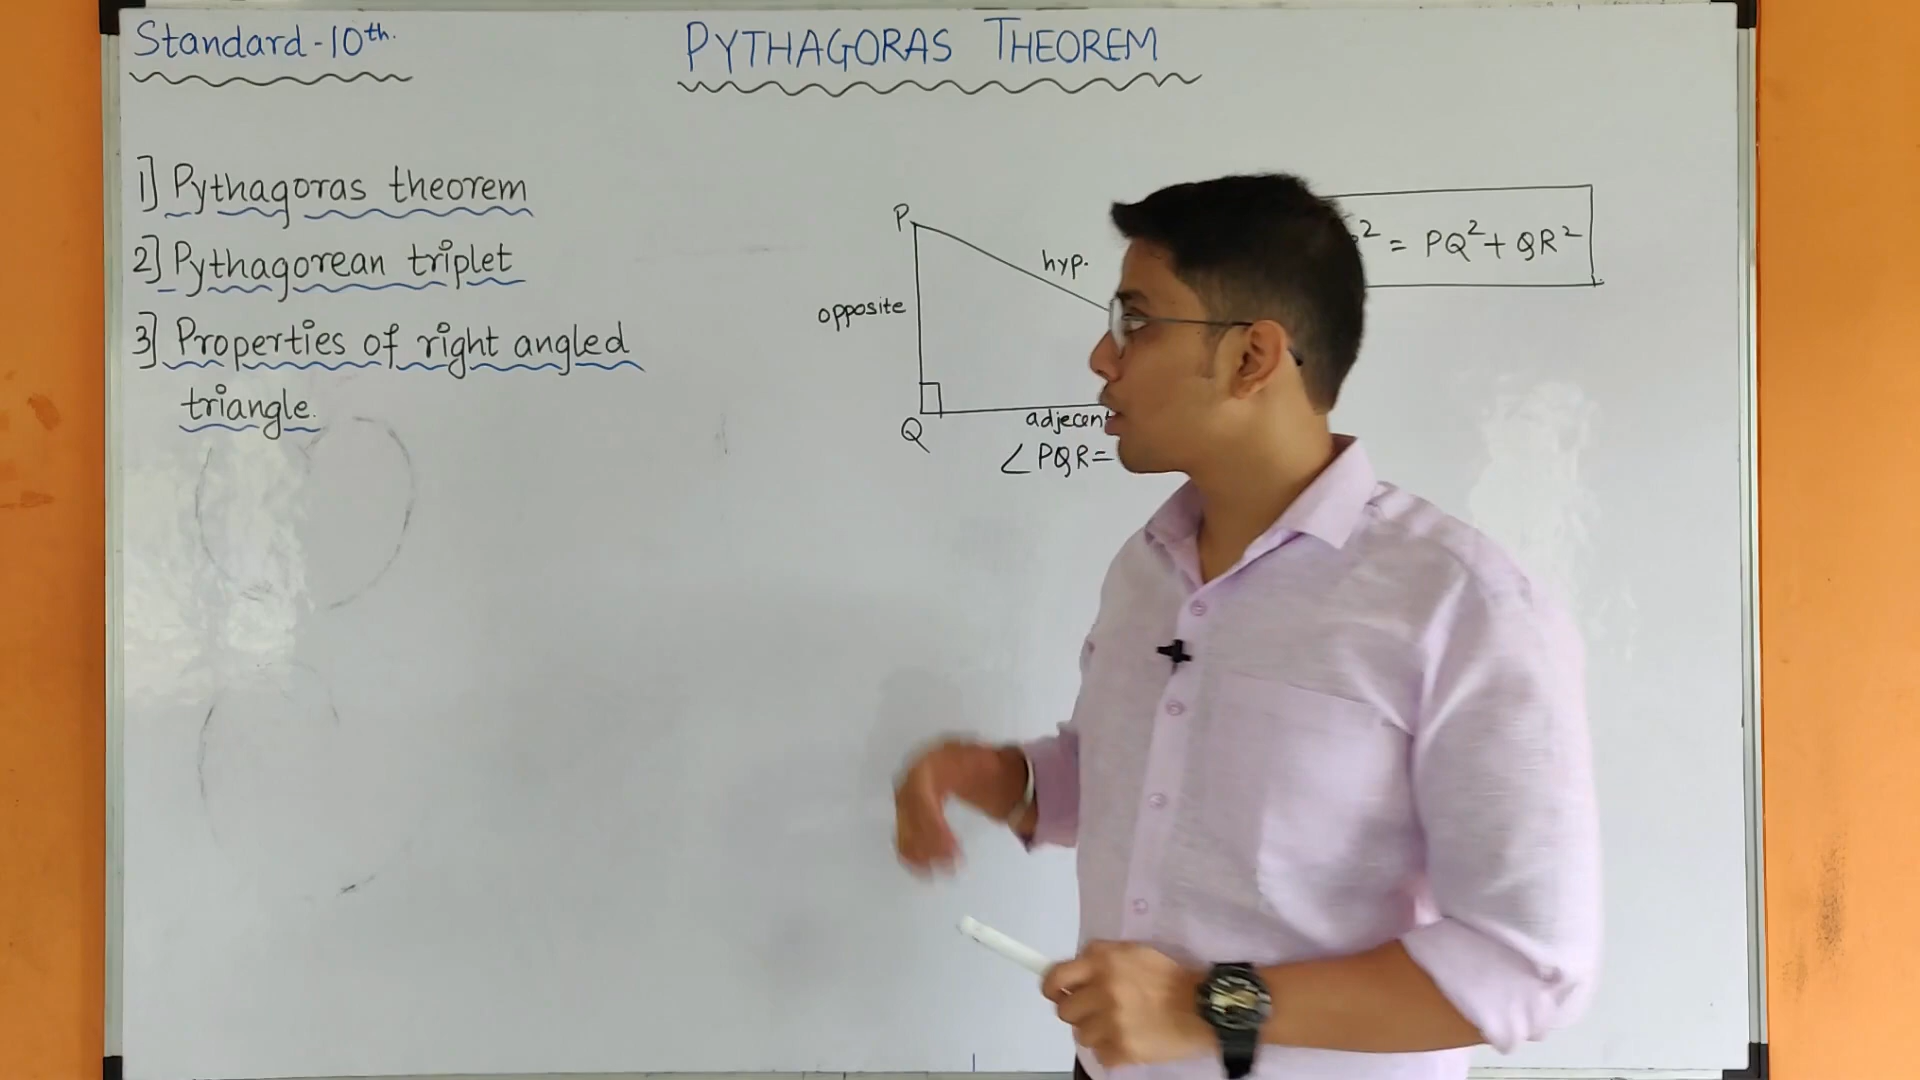 Standard-10th.
PYTHAGORAS THEOREM
1] Pythagoras theorem
2] Pythagorean triplet
3] Properties of right angled
triangle.
P
hyp.
opposite
Q
adjecent
∠PQR=
² = PQ² + QR²